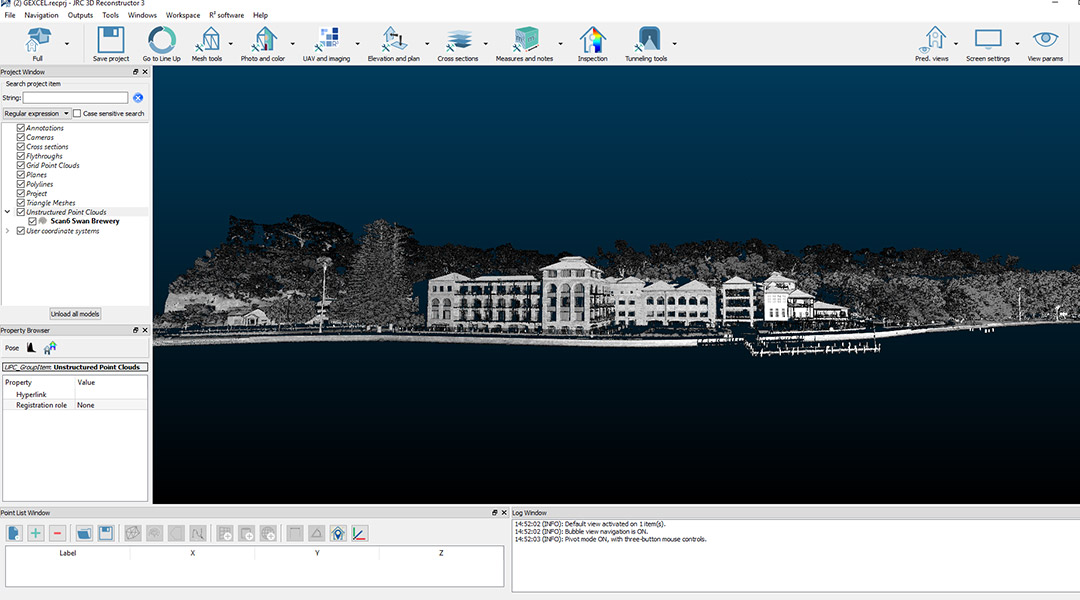 (2) GEXCEL.recprj - JRC 3D Reconstructor 3
File Navigation Outputs Tools Windows Workspace R³ software Help
Full Save project Go to Line Up Mesh tools Photo and color UAV and imaging Elevation and plan Cross sections Measures and notes Inspection Tunneling tools Pred. views Screen settings View params
Project Window
Search project item
String:
Regular expression Case sensitive search
Annotations
Cameras
Cross sections
Flythroughs
Grid Point Clouds
Planes
Polylines
Project
Triangle Meshes
Unstructured Point Clouds
Scan6 Swan Brewery
User coordinate systems
Unload all models
Property Browser
Pose
UPC_GroupItem: Unstructured Point Clouds
Property Value
Hyperlink
Registration role None
Point List Window
Label X Y Z
Log Window
14:52:02 (INFO): Default view activated on 1 item(s).
14:52:02 (INFO): Bubble view navigation is ON.
14:52:03 (INFO): Pivot mode ON, with three-button mouse controls.